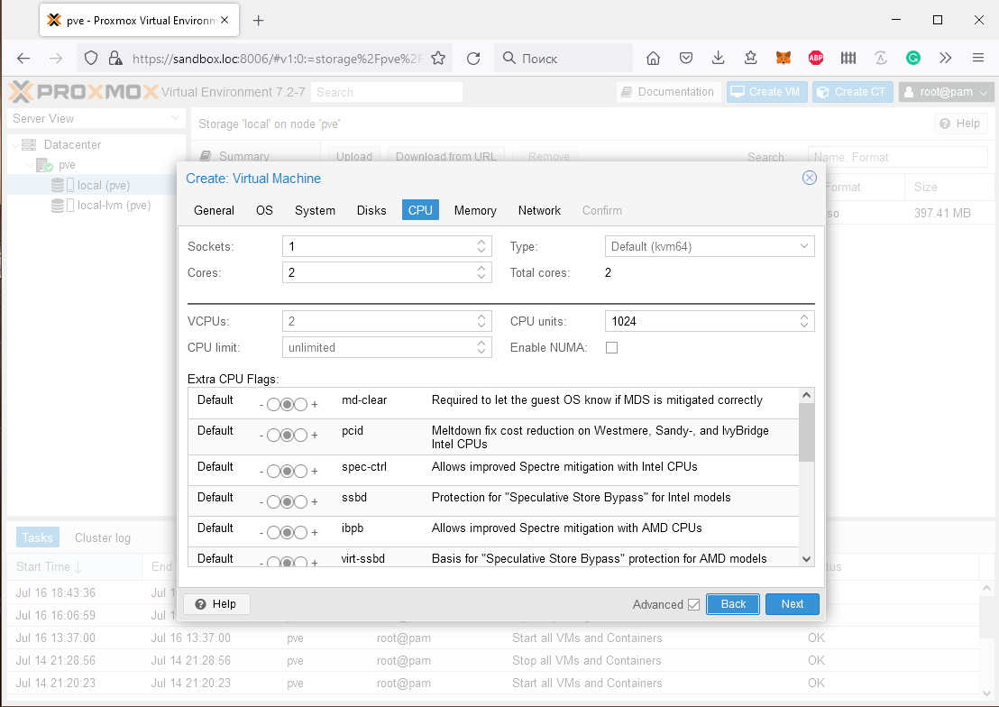 pve - Proxmox Virtual Environm
https://sandbox.loc:8006/#v1:0:=storage%2Fpve%2F
Поиск
ABP
PROXMOX Virtual Environment 7.2-7
Search
Documentation
Create VM
Create CT
root@pam
Server View
Storage 'local' on node 'pve'
Help
Datacenter
pve
local (pve)
local-lvm (pve)
Summary
Upload
Download from URL
Remove
Search:
Name, Format
Format
Size
so
397.41 MB
Create: Virtual Machine
General OS System Disks CPU Memory Network Confirm
Sockets: 1 Type: Default (kvm64)
Cores: 2 Total cores: 2
VCPUs: 2 CPU units: 1024
CPU limit: unlimited Enable NUMA:
Extra CPU Flags:
Default - + md-clear Required to let the guest OS know if MDS is mitigated correctly
Default - + pcid Meltdown fix cost reduction on Westmere, Sandy-, and IvyBridge
Intel CPUs
Default - + spec-ctrl Allows improved Spectre mitigation with Intel CPUs
Default - + ssbd Protection for "Speculative Store Bypass" for Intel models
Default - + ibpb Allows improved Spectre mitigation with AMD CPUs
Default - + virt-ssbd Basis for "Speculative Store Bypass" protection for AMD models
Help
Advanced
Back
Next
Tasks Cluster log
Start Time ↓ End tus
Jul 16 18:43:36 Jul 1
Jul 16 16:06:59 Jul 1
Jul 16 13:37:00 Jul 16 13:37:00 pve root@pam Start all VMs and Containers OK
Jul 14 21:28:56 Jul 14 21:28:56 pve root@pam Stop all VMs and Containers OK
Jul 14 21:20:23 Jul 14 21:20:23 pve root@pam Start all VMs and Containers OK